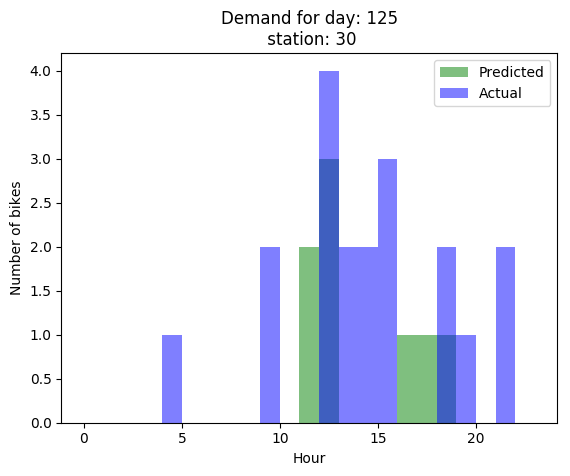 Demand for day: 125
station: 30
Predicted
Actual
4.0
3.5
3.0
2.5
2.0
1.5
1.0
0.5
0.0
Number of bikes
0 5 10 15 20
Hour